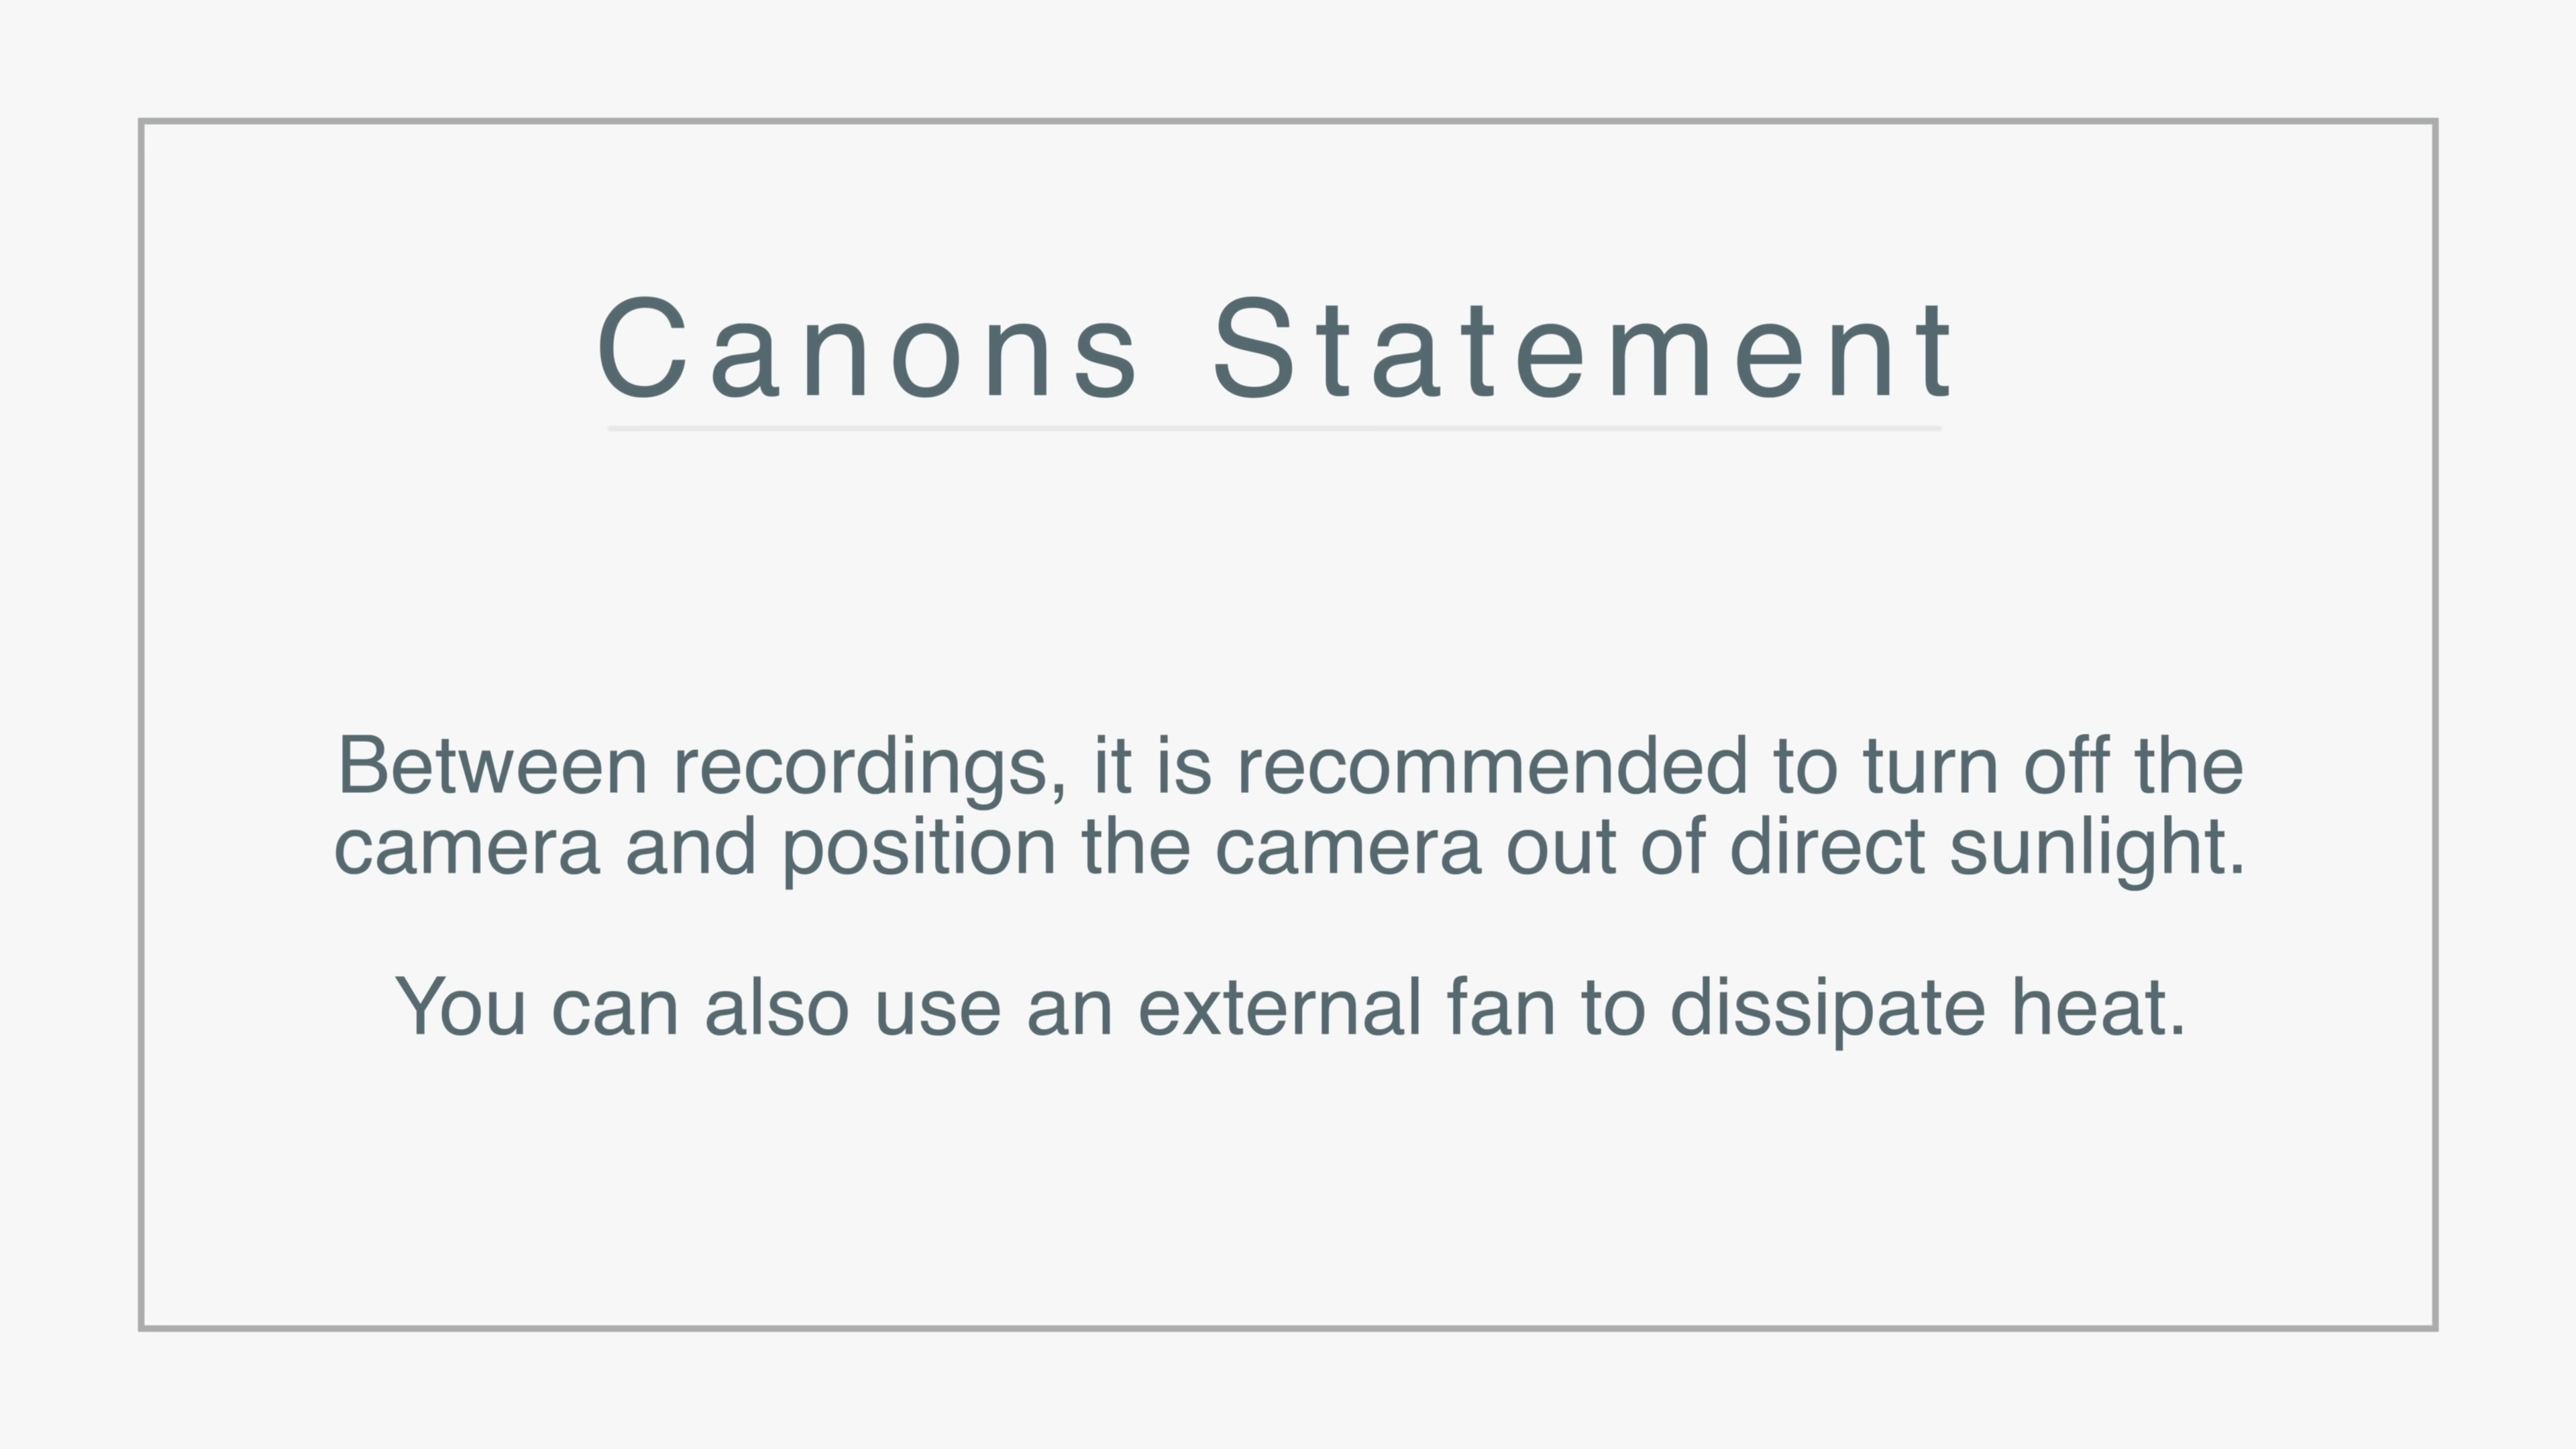 Canons Statement
Between recordings, it is recommended to turn off the
camera and position the camera out of direct sunlight.
You can also use an external fan to dissipate heat.